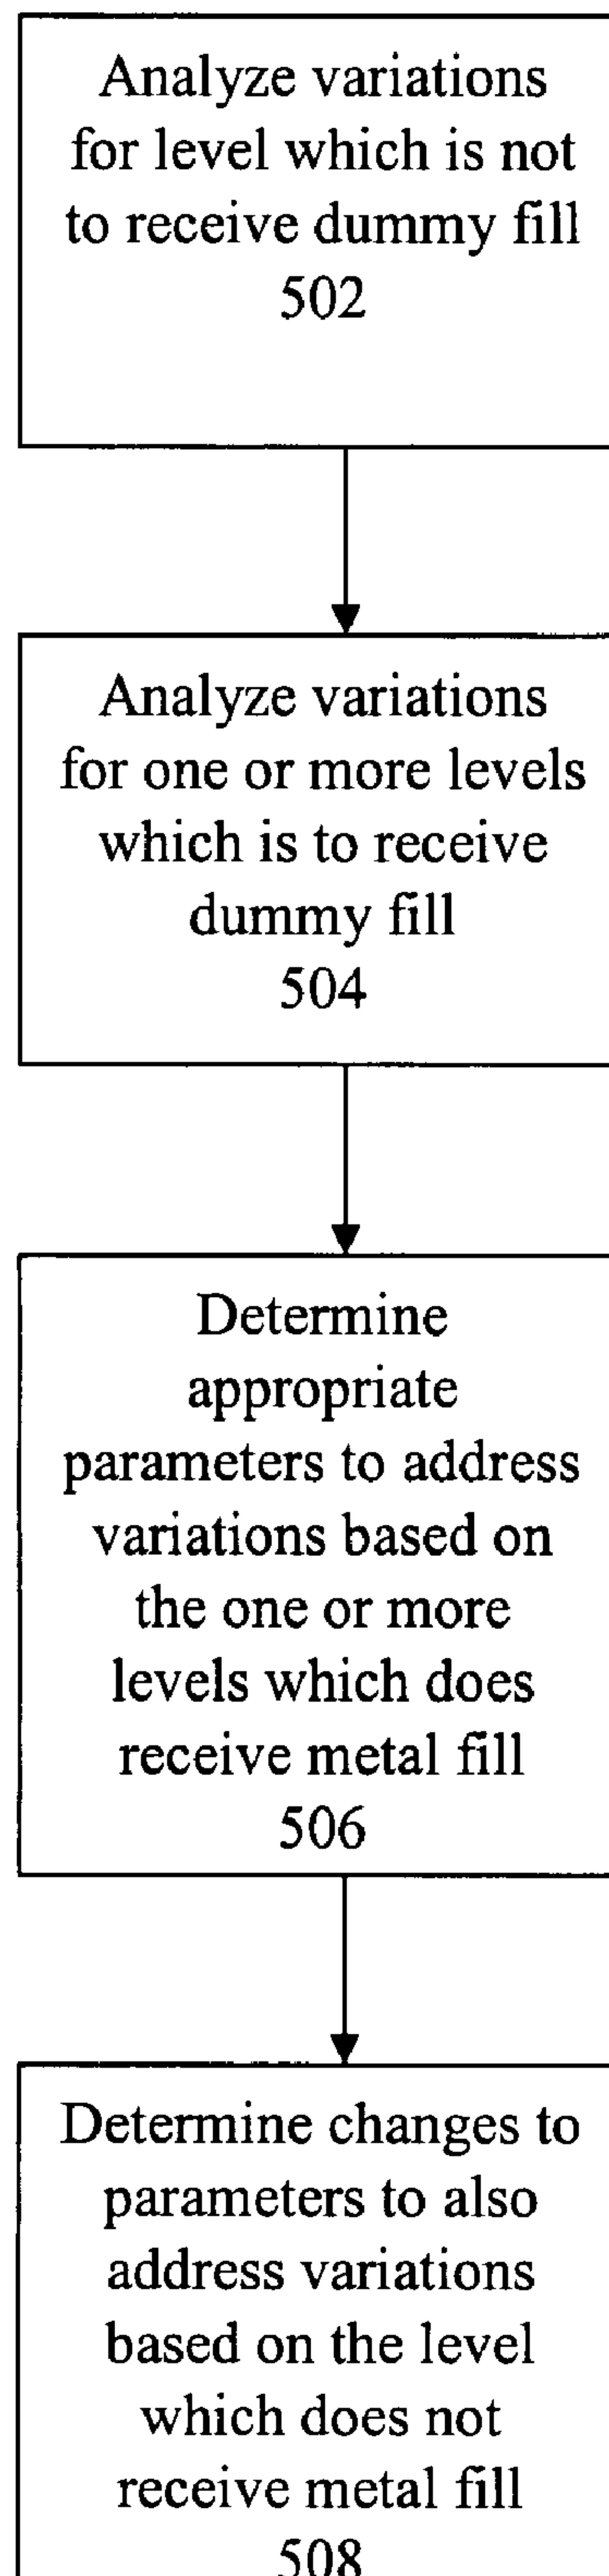 Analyze variations
for level which is not
to receive dummy fill
502
Analyze variations
for one or more levels
which is to receive
dummy fill
504
Determine
appropriate
parameters to address
variations based on
the one or more
levels which does
receive metal fill
506
Determine changes to
parameters to also
address variations
based on the level
which does not
receive metal fill
508